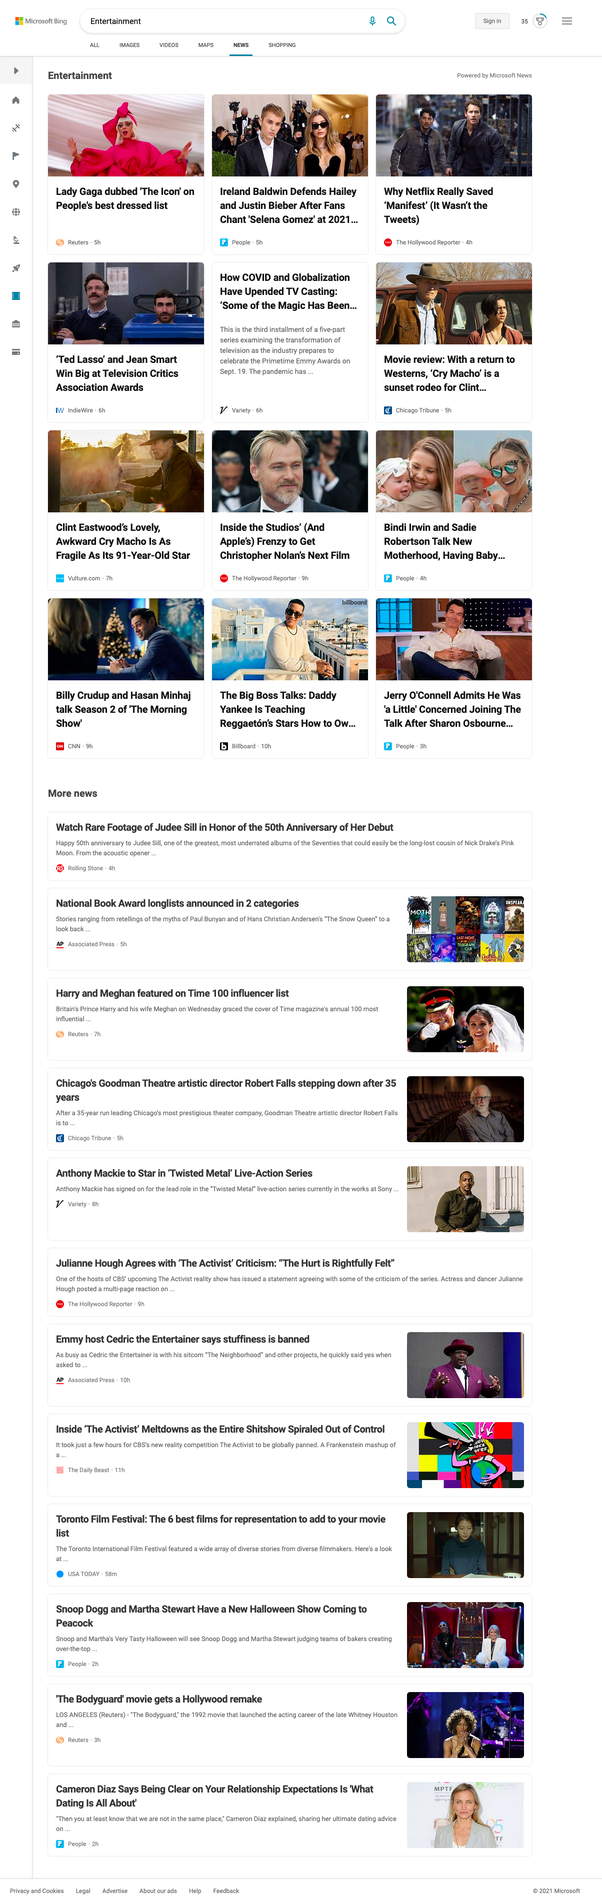 Microsoft Bing
Entertainment
Sign in
35
ALL
IMAGES
VIDEOS
MAPS
NEWS
SHOPPING
Entertainment
Powered by Microsoft News
Lady Gaga dubbed 'The Icon' on
People's best dressed list
Reuters · 5h
Ireland Baldwin Defends Hailey
and Justin Bieber After Fans
Chant 'Selena Gomez' at 2021...
People · 5h
Why Netflix Really Saved
'Manifest' (It Wasn't the
Tweets)
The Hollywood Reporter · 4h
'Ted Lasso' and Jean Smart
Win Big at Television Critics
Association Awards
IndieWire · 6h
How COVID and Globalization
Have Upended TV Casting:
'Some of the Magic Has Been...
This is the third installment of a five-part
series examining the transformation of
television as the industry prepares to
celebrate the Primetime Emmy Awards on
Sept. 19. The pandemic has ...
Variety · 6h
Movie review: With a return to
Westerns, 'Cry Macho' is a
sunset rodeo for Clint...
Chicago Tribune · 5h
Clint Eastwood's Lovely,
Awkward Cry Macho Is As
Fragile As Its 91-Year-Old Star
Vulture.com · 7h
Inside the Studios' (And
Apple's) Frenzy to Get
Christopher Nolan's Next Film
The Hollywood Reporter · 9h
Bindi Irwin and Sadie
Robertson Talk New
Motherhood, Having Baby...
People · 4h
Billy Crudup and Hasan Minhaj
talk Season 2 of 'The Morning
Show'
CNN · 9h
billboard
The Big Boss Talks: Daddy
Yankee Is Teaching
Reggaetón's Stars How to Ow...
Billboard · 10h
Jerry O'Connell Admits He Was
'a Little' Concerned Joining The
Talk After Sharon Osbourne...
People · 3h
More news
Watch Rare Footage of Judee Sill in Honor of the 50th Anniversary of Her Debut
Happy 50th anniversary to Judee Sill, one of the greatest, most underrated albums of the Seventies that could easily be the long-lost cousin of Nick Drake's Pink
Moon. From the acoustic opener ...
Rolling Stone · 4h
National Book Award longlists announced in 2 categories
Stories ranging from retellings of the myths of Paul Bunyan and of Hans Christian Andersen's "The Snow Queen" to a
look back ...
AP Associated Press · 5h
Harry and Meghan featured on Time 100 influencer list
Britain's Prince Harry and his wife Meghan on Wednesday graced the cover of Time magazine's annual 100 most
influential ...
Reuters · 7h
Chicago's Goodman Theatre artistic director Robert Falls stepping down after 35
years
After a 35-year run leading Chicago's most prestigious theater company, Goodman Theatre artistic director Robert Falls
is to ...
Chicago Tribune · 5h
Anthony Mackie to Star in 'Twisted Metal' Live-Action Series
Anthony Mackie has signed on for the lead role in the "Twisted Metal" live-action series currently in the works at Sony ...
Variety · 8h
Julianne Hough Agrees with 'The Activist' Criticism: "The Hurt is Rightfully Felt"
One of the hosts of CBS' upcoming The Activist reality show has issued a statement agreeing with some of the criticism of the series. Actress and dancer Julianne
Hough posted a multi-page reaction on ...
The Hollywood Reporter · 9h
Emmy host Cedric the Entertainer says stuffiness is banned
As busy as Cedric the Entertainer is with his sitcom "The Neighborhood" and other projects, he quickly said yes when
asked to ...
AP Associated Press · 10h
Inside 'The Activist' Meltdowns as the Entire Shitshow Spiraled Out of Control
It took just a few hours for CBS's new reality competition The Activist to be globally panned. A Frankenstein mashup of
a ...
The Daily Beast · 11h
Toronto Film Festival: The 6 best films for representation to add to your movie
list
The Toronto International Film Festival featured a wide array of diverse stories from diverse filmmakers. Here's a look
at ...
USA TODAY · 58m
Snoop Dogg and Martha Stewart Have a New Halloween Show Coming to
Peacock
Snoop and Martha's Very Tasty Halloween will see Snoop Dogg and Martha Stewart judging teams of bakers creating
over-the-top ...
People · 2h
'The Bodyguard' movie gets a Hollywood remake
LOS ANGELES (Reuters) - "The Bodyguard," the 1992 movie that launched the acting career of the late Whitney Houston
and ...
Reuters · 3h
Cameron Diaz Says Being Clear on Your Relationship Expectations Is 'What
Dating Is All About'
"Then you at least know that we are not in the same place," Cameron Diaz explained, sharing her ultimate dating advice
on ...
People · 2h
MPTF
Privacy and Cookies
Legal
Advertise
About our ads
Help
Feedback
© 2021 Microsoft